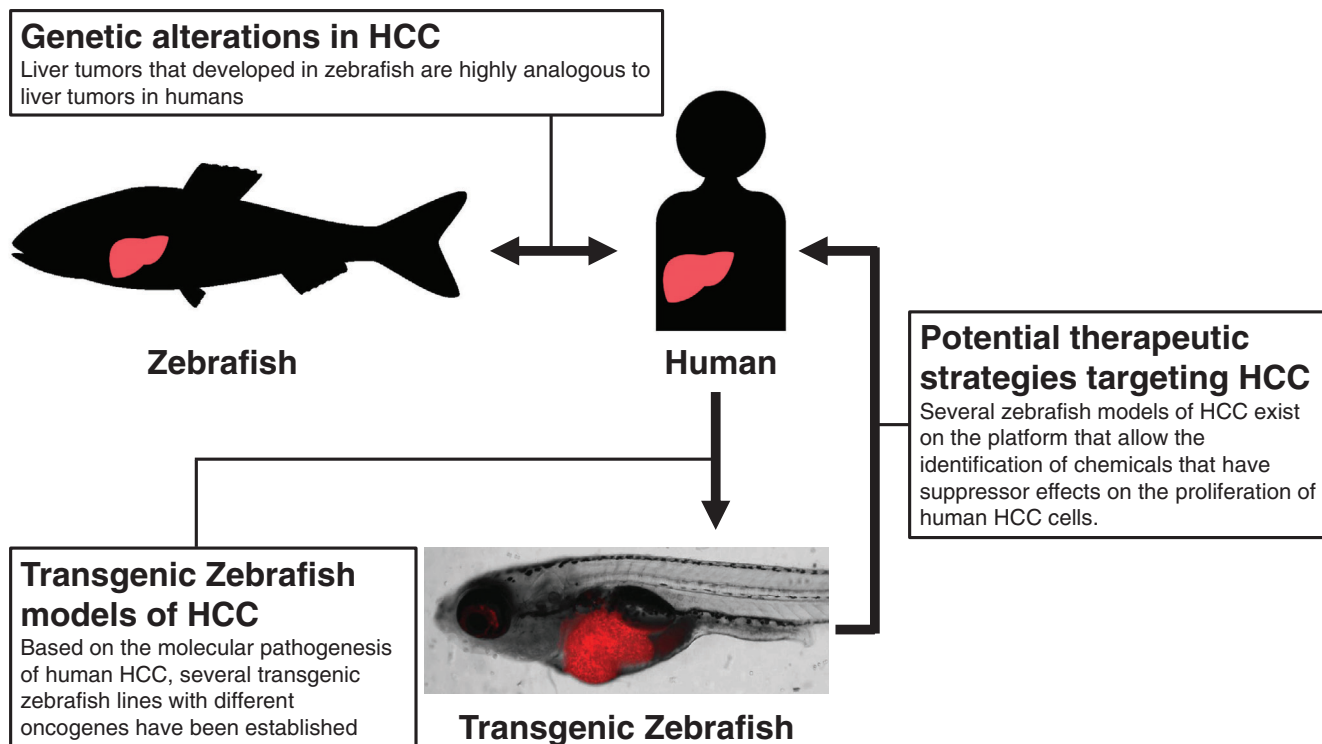 Genetic alterations in HCC
Liver tumors that developed in zebrafish are highly analogous to
liver tumors in humans
Zebrafish
Human
Potential therapeutic
strategies targeting HCC
Several zebrafish models of HCC exist
on the platform that allow the
identification of chemicals that have
suppressor effects on the proliferation of
human HCC cells.
Transgenic Zebrafish
models of HCC
Based on the molecular pathogenesis
of human HCC, several transgenic
zebrafish lines with different
oncogenes have been established
Transgenic Zebrafish